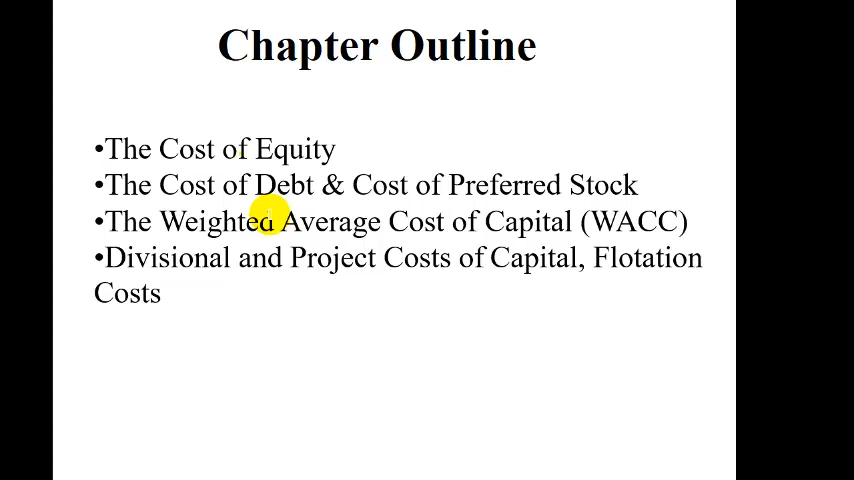 Chapter Outline
•The Cost of Equity
•The Cost of Debt & Cost of Preferred Stock
•The Weighted Average Cost of Capital (WACC)
•Divisional and Project Costs of Capital, Flotation
Costs